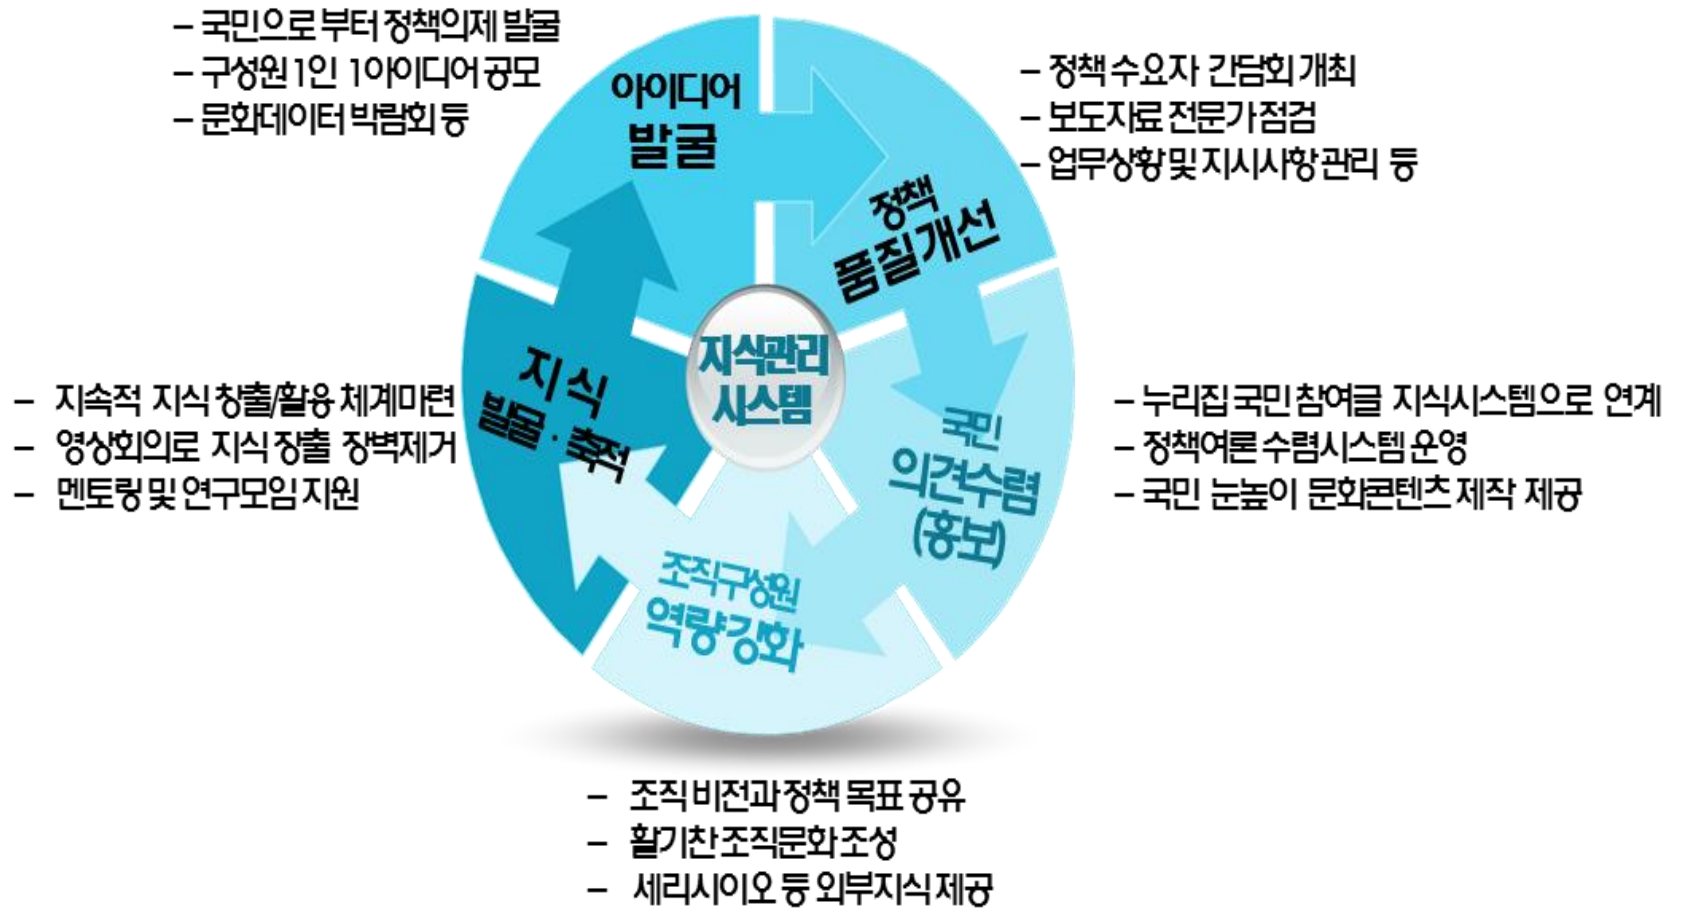 – 국민으로 부터 정책의제 발굴
– 구성원 1인 1아이디어 공모
– 문화데이터 박람회 등
아이디어
발굴
– 정책 수요자 간담회 개최
– 보도자료 전문가 점검
– 업무상황 및 지시사항 관리 등
정책
품질개선
지식관리
시스템
지식
발물 · 축적
– 지속적 지식 창출/활용 체계마련
– 영상회의로 지식 장출 장벽제거
– 멘토링 및 연구모임 지원
국민
의견수렴
(홍보)
– 누리집 국민 참여글 지식시스템으로 연계
– 정책여론 수렴시스템 운영
– 국민 눈높이 문화콘텐츠 제작 제공
조직구성원
역량강화
– 조직 비전과 정책 목표 공유
– 활기찬 조직문화 조성
– 세리시이오 등 외부지식 제공